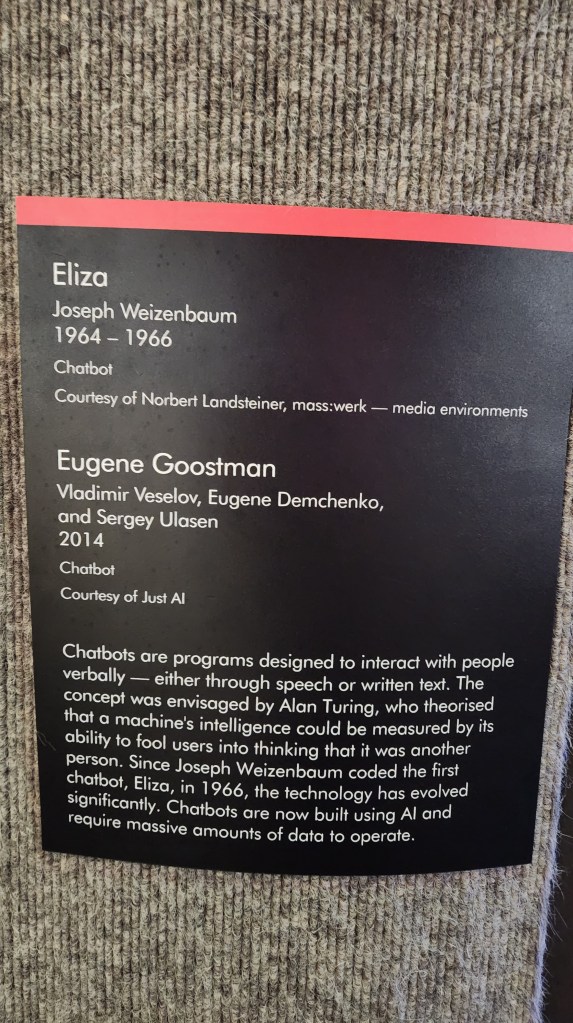 Eliza
Joseph Weizenbaum
1964 – 1966
Chatbot
Courtesy of Norbert Landsteiner, mass:werk — media environments
Eugene Goostman
Vladimir Veselov, Eugene Demchenko,
and Sergey Ulasen
2014
Chatbot
Courtesy of Just AI
Chatbots are programs designed to interact with people
verbally — either through speech or written text. The
concept was envisaged by Alan Turing, who theorised
that a machine's intelligence could be measured by its
ability to fool users into thinking that it was another
person. Since Joseph Weizenbaum coded the first
chatbot, Eliza, in 1966, the technology has evolved
significantly. Chatbots are now built using AI and
require massive amounts of data to operate.